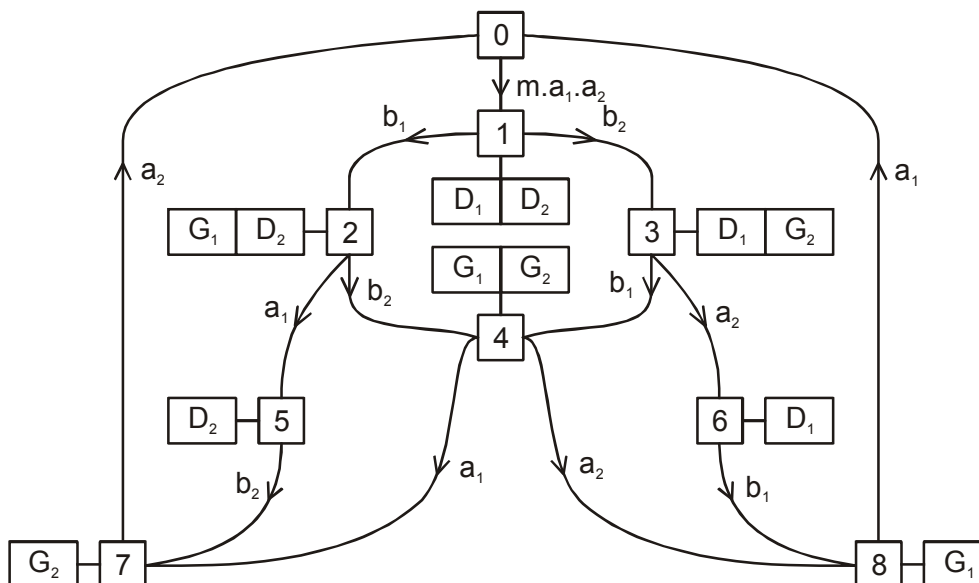 0
m.a₁.a₂
b₁ 1 b₂
a₂ D₁ D₂ a₁
G₁ D₂ 2 3 D₁ G₂
G₁ G₂
a₁ b₂ b₁ a₂
4
D₂ 5 6 D₁
b₂ a₁ a₂ b₁
G₂ 7 8 G₁